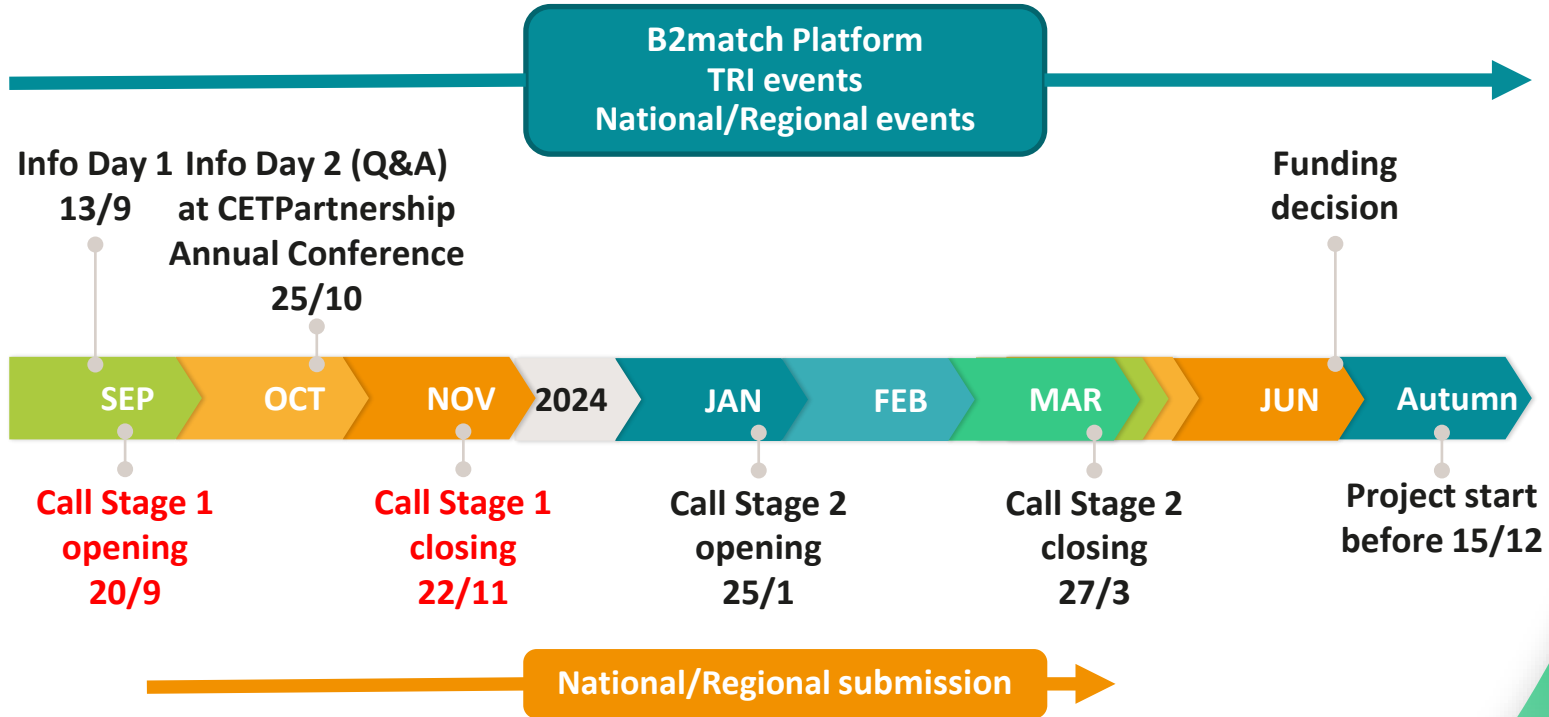 B2match Platform
TRI events
National/Regional events
Info Day 1
13/9
Info Day 2 (Q&A)
at CETPartnership
Annual Conference
25/10
Funding
decision
SEP
OCT
NOV
2024
JAN
FEB
MAR
JUN
Autumn
Call Stage 1
opening
20/9
Call Stage 1
closing
22/11
Call Stage 2
opening
25/1
Call Stage 2
closing
27/3
Project start
before 15/12
National/Regional submission